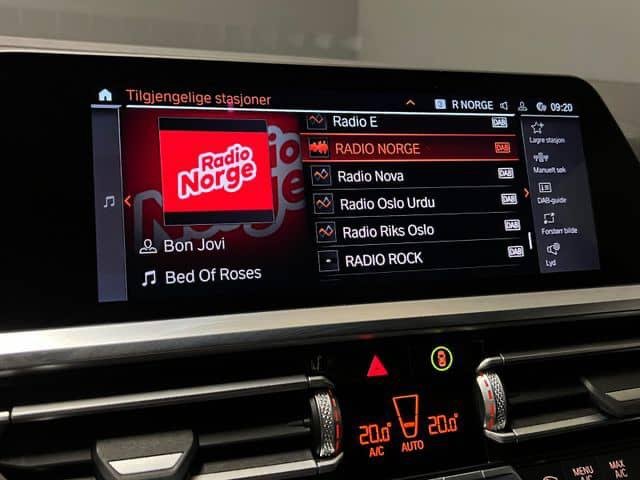 Tilgjengelige stasjoner
R NORGE
09:20
Radio
Norge
Bon Jovi
Bed Of Roses
Radio E DAB
RADIO NORGE DAB
Radio Nova DAB
Radio Oslo Urdu DAB
Radio Riks Oslo DAB
RADIO ROCK DAB
Lagre stasjon
Manuelt søk
DAB-guide
Forstørr bilde
Lyd
20.0°
A/C
AUTO
20.0°
MENU
A/C
MAX
A/C